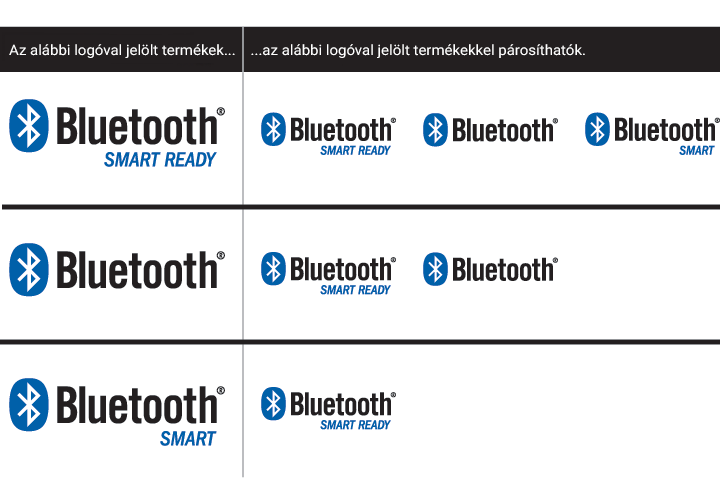 Az alábbi logóval jelölt termékek...
...az alábbi logóval jelölt termékekkel párosíthatók.
Bluetooth®
SMART READY
Bluetooth®
SMART READY
Bluetooth®
Bluetooth®
SMART
Bluetooth®
Bluetooth®
SMART READY
Bluetooth®
Bluetooth®
SMART
Bluetooth®
SMART READY